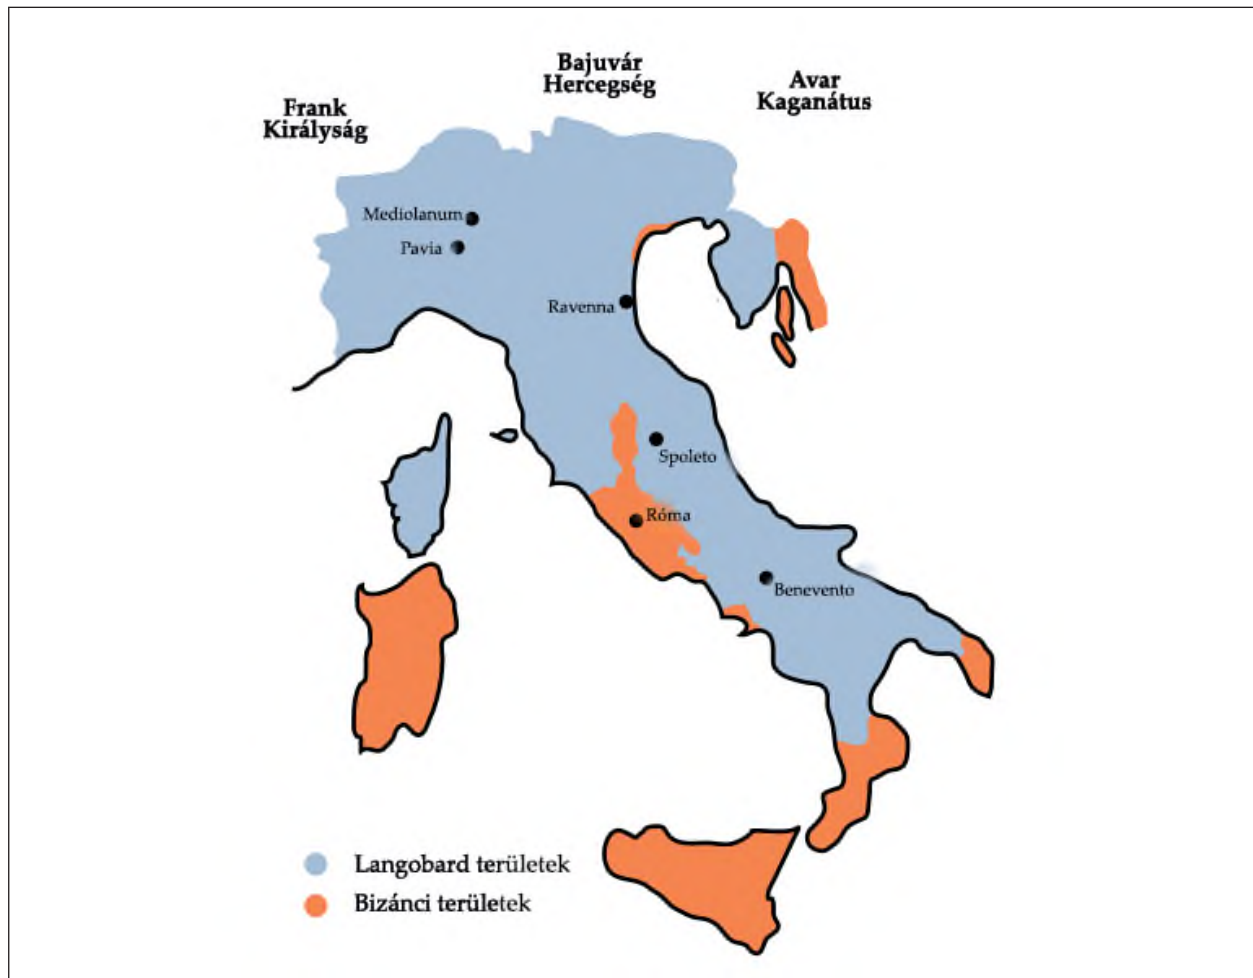 Bajuvár
Hercegség
Avar
Kaganátus
Frank
Királyság
Mediolanum
Pavia
Ravenna
Spoleto
Róma
Benevento
Langobard területek
Bizánci területek